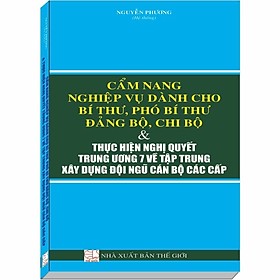 NGUYỄN PHƯƠNG
(Hệ thống)
CẨM NANG
NGHIỆP VỤ DÀNH CHO
BÍ THƯ, PHÓ BÍ THƯ
ĐẢNG BỘ, CHI BỘ
&
THỰC HIỆN NGHỊ QUYẾT
TRUNG ƯƠNG 7 VỀ TẬP TRUNG
XÂY DỰNG ĐỘI NGŨ CÁN BỘ CÁC CẤP
NHÀ XUẤT BẢN THẾ GIỚI